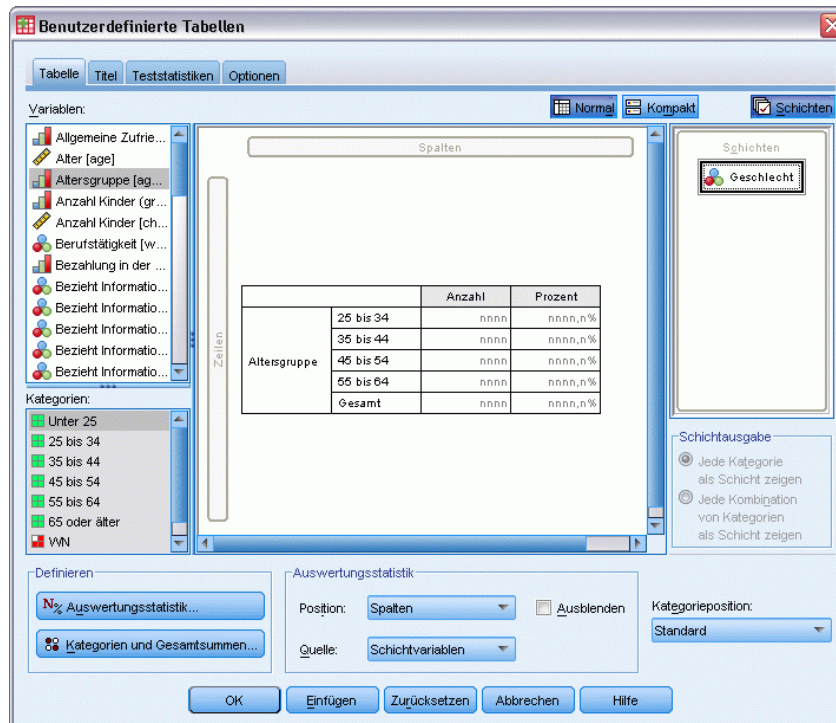 Benutzerdefinierte Tabellen
Tabelle Titel Teststatistiken Optionen
Variablen:
Normal Kompakt Schichten
Allgemeine Zufrie...
Alter [age]
Altersgruppe [ag...
Anzahl Kinder (gr...
Anzahl Kinder [ch...
Berufstätigkeit [w...
Bezahlung in der ...
Bezieht Informatio...
Bezieht Informatio...
Bezieht Informatio...
Bezieht Informatio...
Bezieht Informatio...
Kategorien:
Unter 25
25 bis 34
35 bis 44
45 bis 54
55 bis 64
65 oder älter
WN
Spalten
Zeilen
Anzahl Prozent
Altersgruppe
25 bis 34 nnnn nnnn,n%
35 bis 44 nnnn nnnn,n%
45 bis 54 nnnn nnnn,n%
55 bis 64 nnnn nnnn,n%
Gesamt nnnn nnnn,n%
Schichten
Geschlecht
Schichtausgabe
Jede Kategorie
als Schicht zeigen
Jede Kombination
von Kategorien
als Schicht zeigen
Definieren
N% Auswertungsstatistik...
Kategorien und Gesamtsummen...
Auswertungsstatistik
Position: Spalten Ausblenden
Quelle: Schichtvariablen
Kategorieposition:
Standard
OK Einfügen Zurücksetzen Abbrechen Hilfe